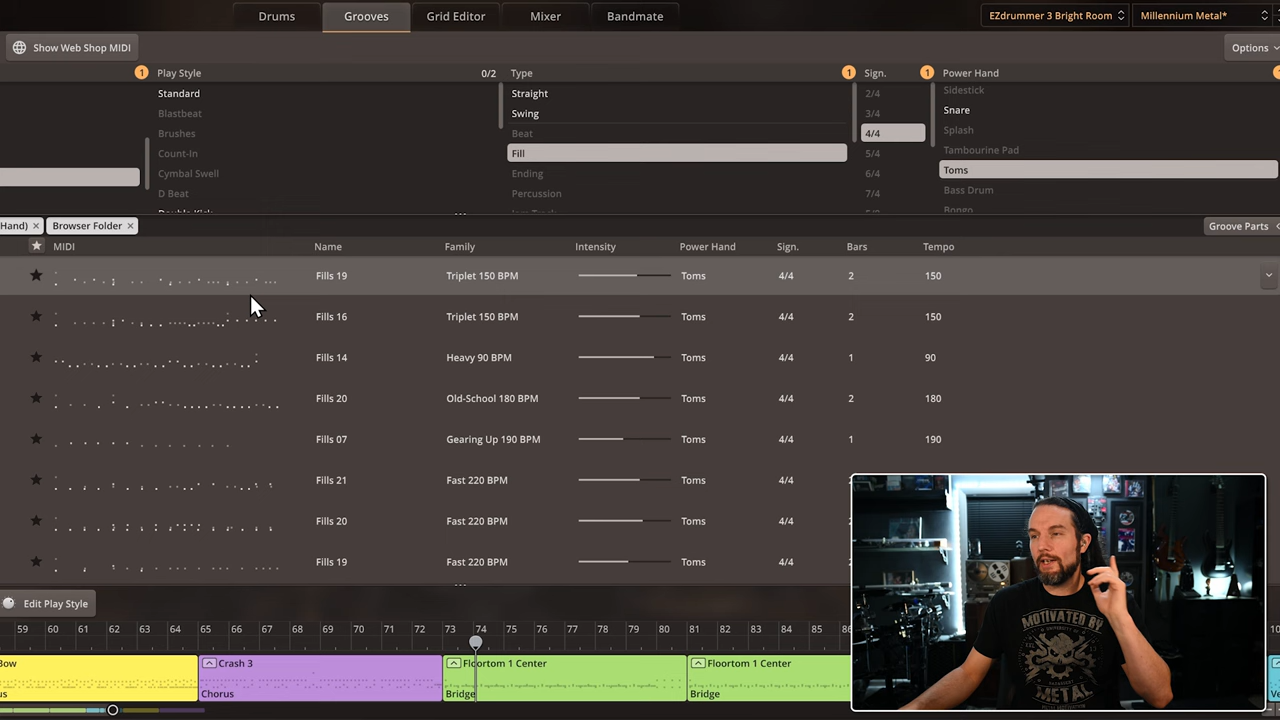 Drums Grooves Grid Editor Mixer Bandmate EZdrummer 3 Bright Room Millennium Metal*
Show Web Shop MIDI Options
1 Play Style 0/2 Type 1 Sign. 1 Power Hand 1
Standard Straight 2/4 Sidestick
Blastbeat Swing 3/4 Snare
Brushes Beat 4/4 Splash
Count-In Fill 5/4 Tambourine Pad
Cymbal Swell Ending 6/4 Toms
D Beat Percussion 7/4 Bass Drum
Double Kick Bongo
Hand) × Browser Folder × Groove Parts
MIDI Name Family Intensity Power Hand Sign. Bars Tempo
Fills 19 Triplet 150 BPM Toms 4/4 2 150
Fills 16 Triplet 150 BPM Toms 4/4 2 150
Fills 14 Heavy 90 BPM Toms 4/4 1 90
Fills 20 Old-School 180 BPM Toms 4/4 2 180
Fills 07 Gearing Up 190 BPM Toms 4/4 1 190
Fills 21 Fast 220 BPM Toms 4/4
Fills 20 Fast 220 BPM Toms 4/4
Fills 19 Fast 220 BPM Toms 4/4
Edit Play Style
59 60 61 62 63 64 65 66 67 68 69 70 71 72 73 74 75 76 77 78 79 80 81 82 83 84 85
Bow Crash 3 Floortom 1 Center Floortom 1 Center
Chorus Bridge Bridge
MOTIVATED BY
METAL